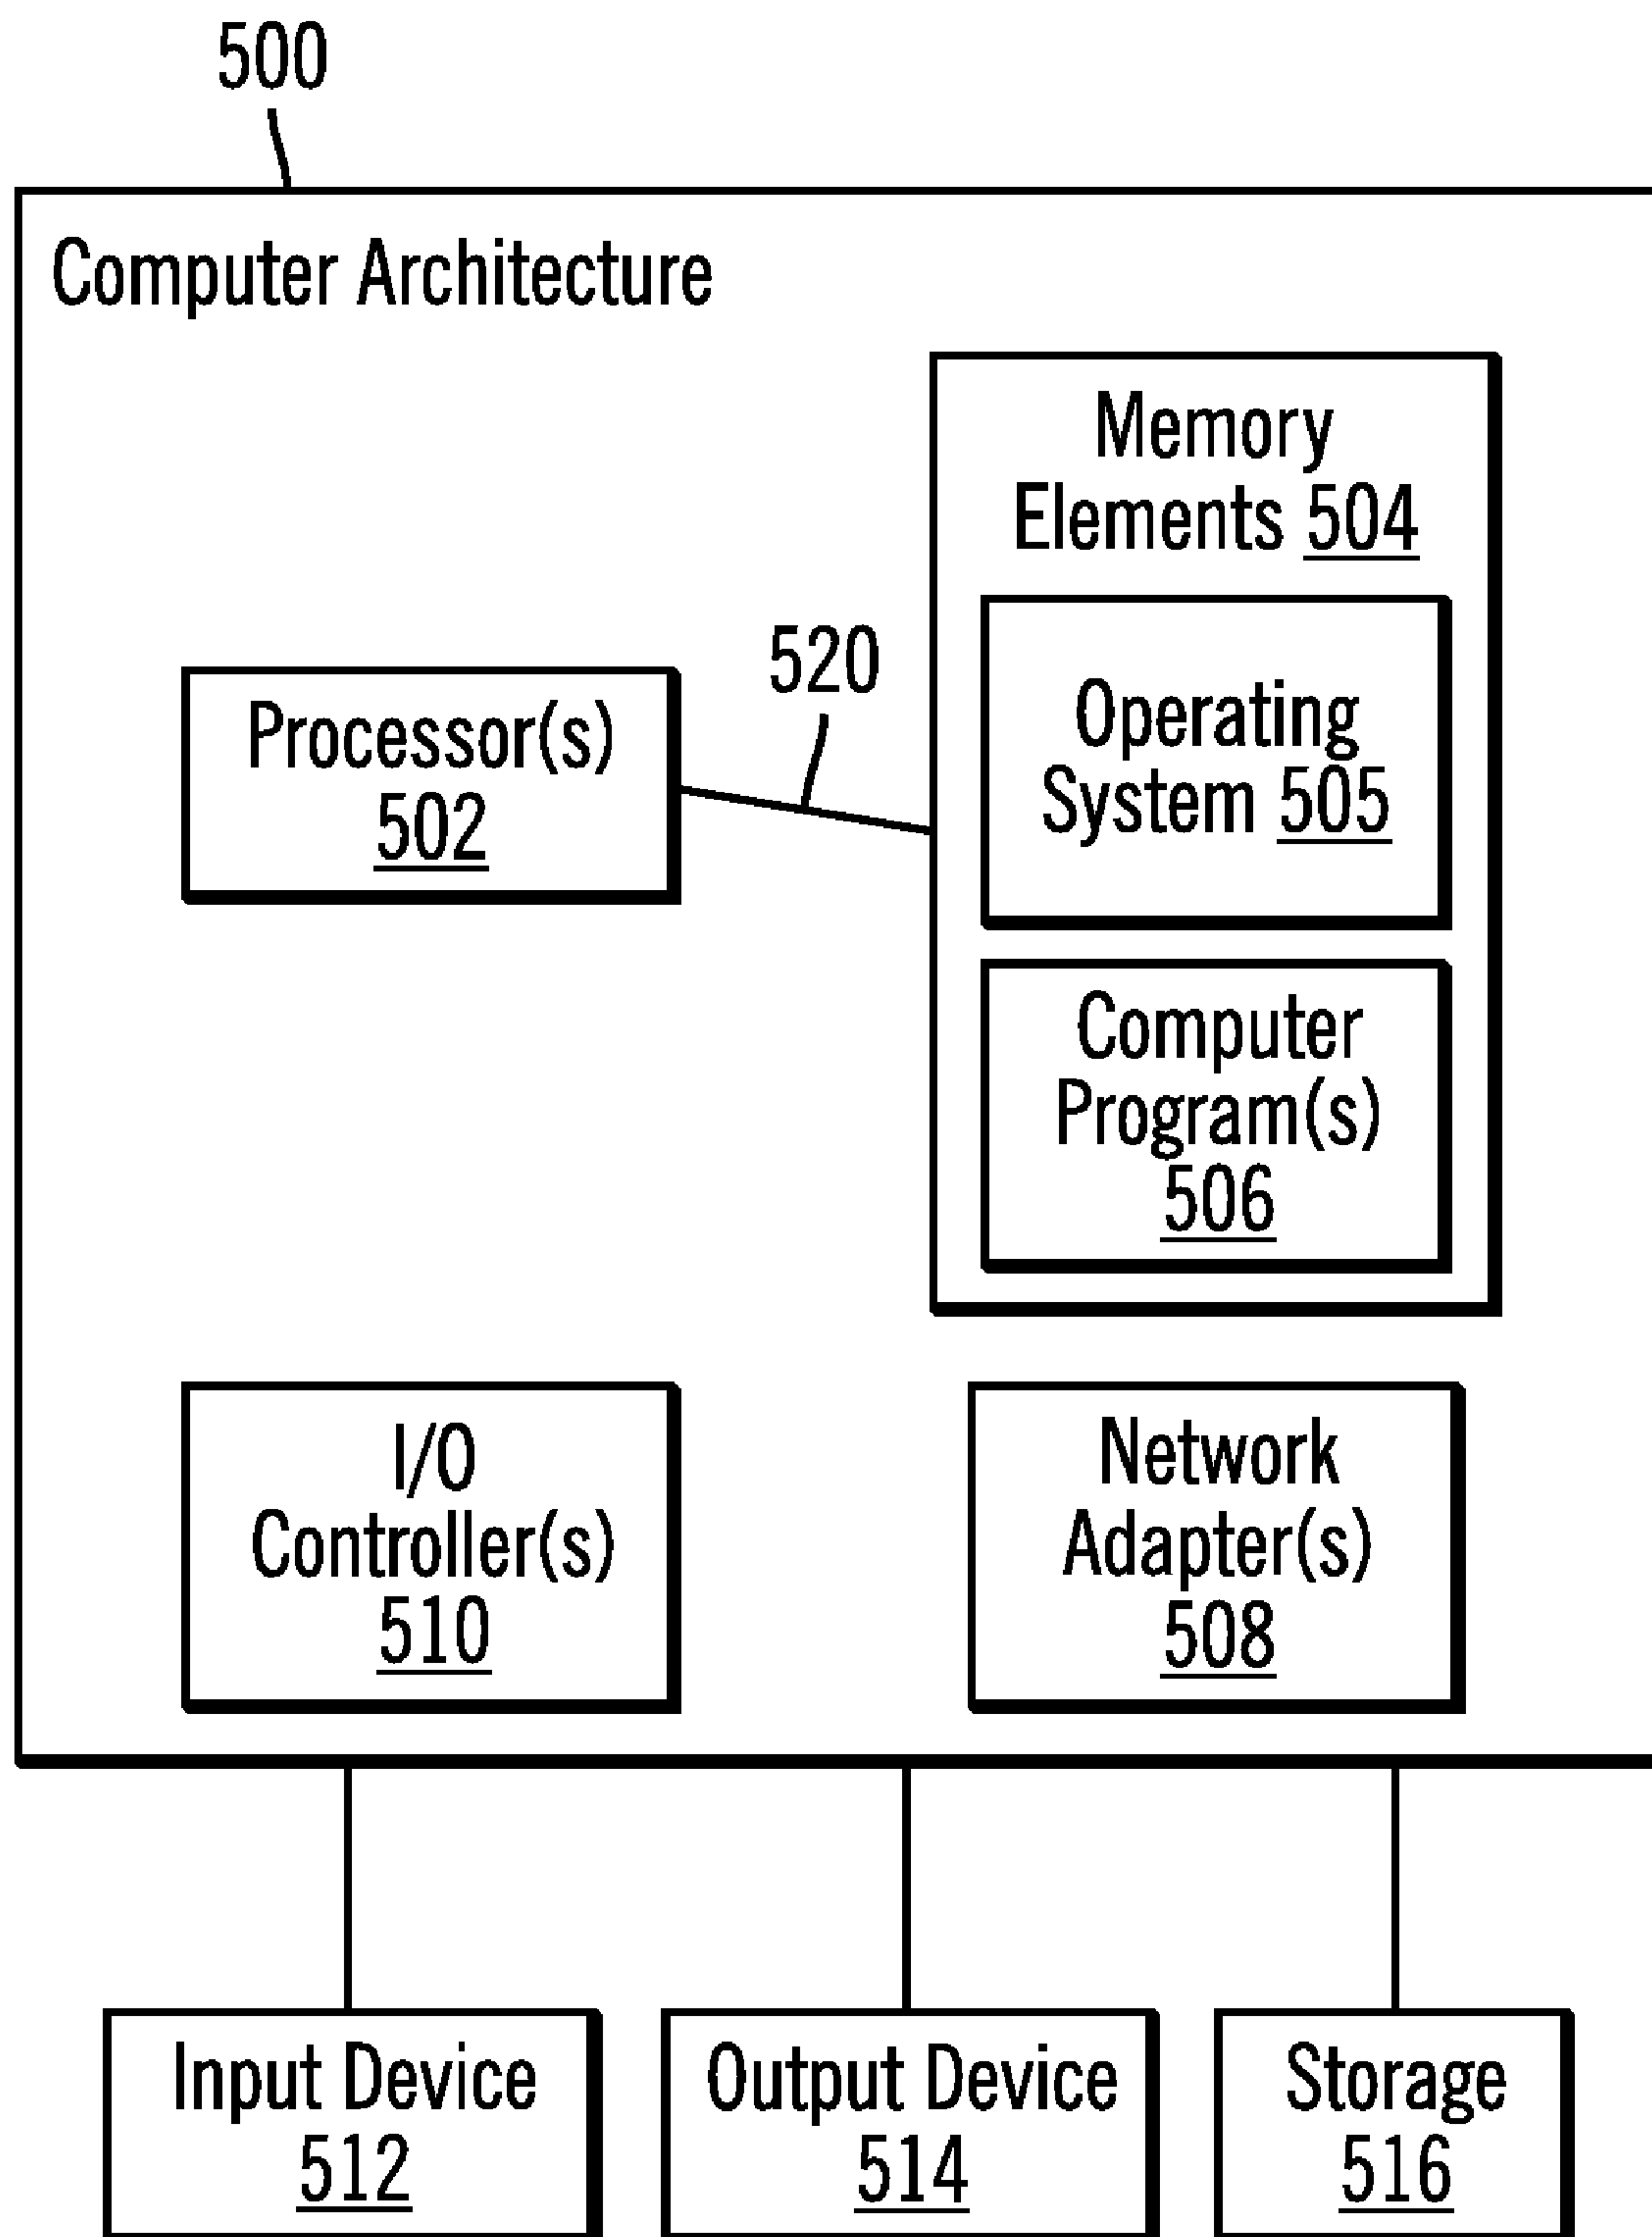 500
Computer Architecture
Memory
Elements 504
520
Processor(s)
502
Operating
System 505
Computer
Program(s)
506
I/O
Controller(s)
510
Network
Adapter(s)
508
Input Device
512
Output Device
514
Storage
516